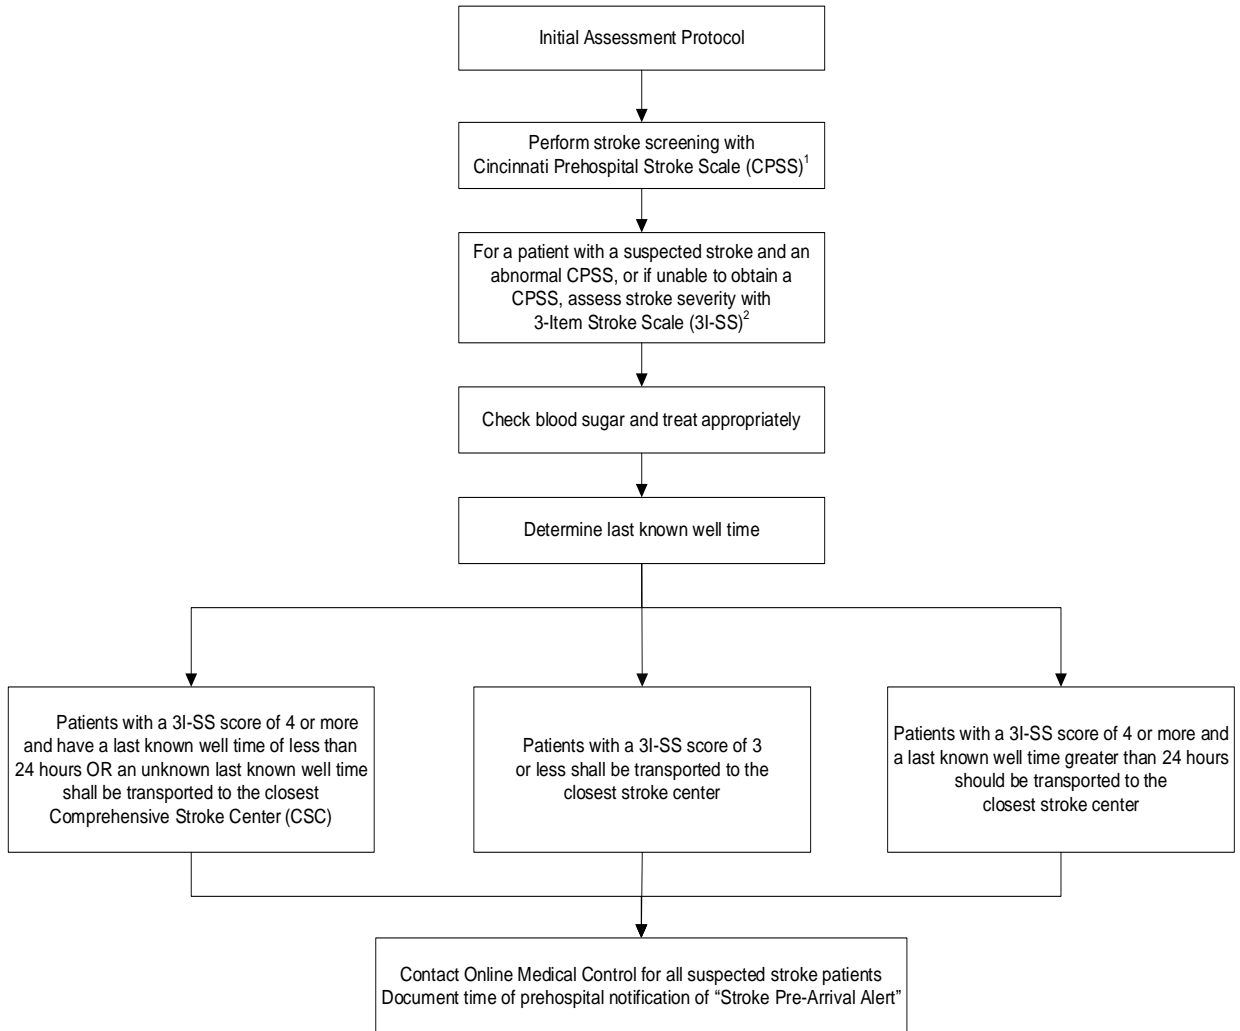 Initial Assessment Protocol
Perform stroke screening with
Cincinnati Prehospital Stroke Scale (CPSS)¹
For a patient with a suspected stroke and an
abnormal CPSS, or if unable to obtain a
CPSS, assess stroke severity with
3-Item Stroke Scale (3I-SS)²
Check blood sugar and treat appropriately
Determine last known well time
Patients with a 3I-SS score of 4 or more
and have a last known well time of less than
24 hours OR an unknown last known well time
shall be transported to the closest
Comprehensive Stroke Center (CSC)
Patients with a 3I-SS score of 3
or less shall be transported to the
closest stroke center
Patients with a 3I-SS score of 4 or more and
a last known well time greater than 24 hours
should be transported to the
closest stroke center
Contact Online Medical Control for all suspected stroke patients
Document time of prehospital notification of “Stroke Pre-Arrival Alert”